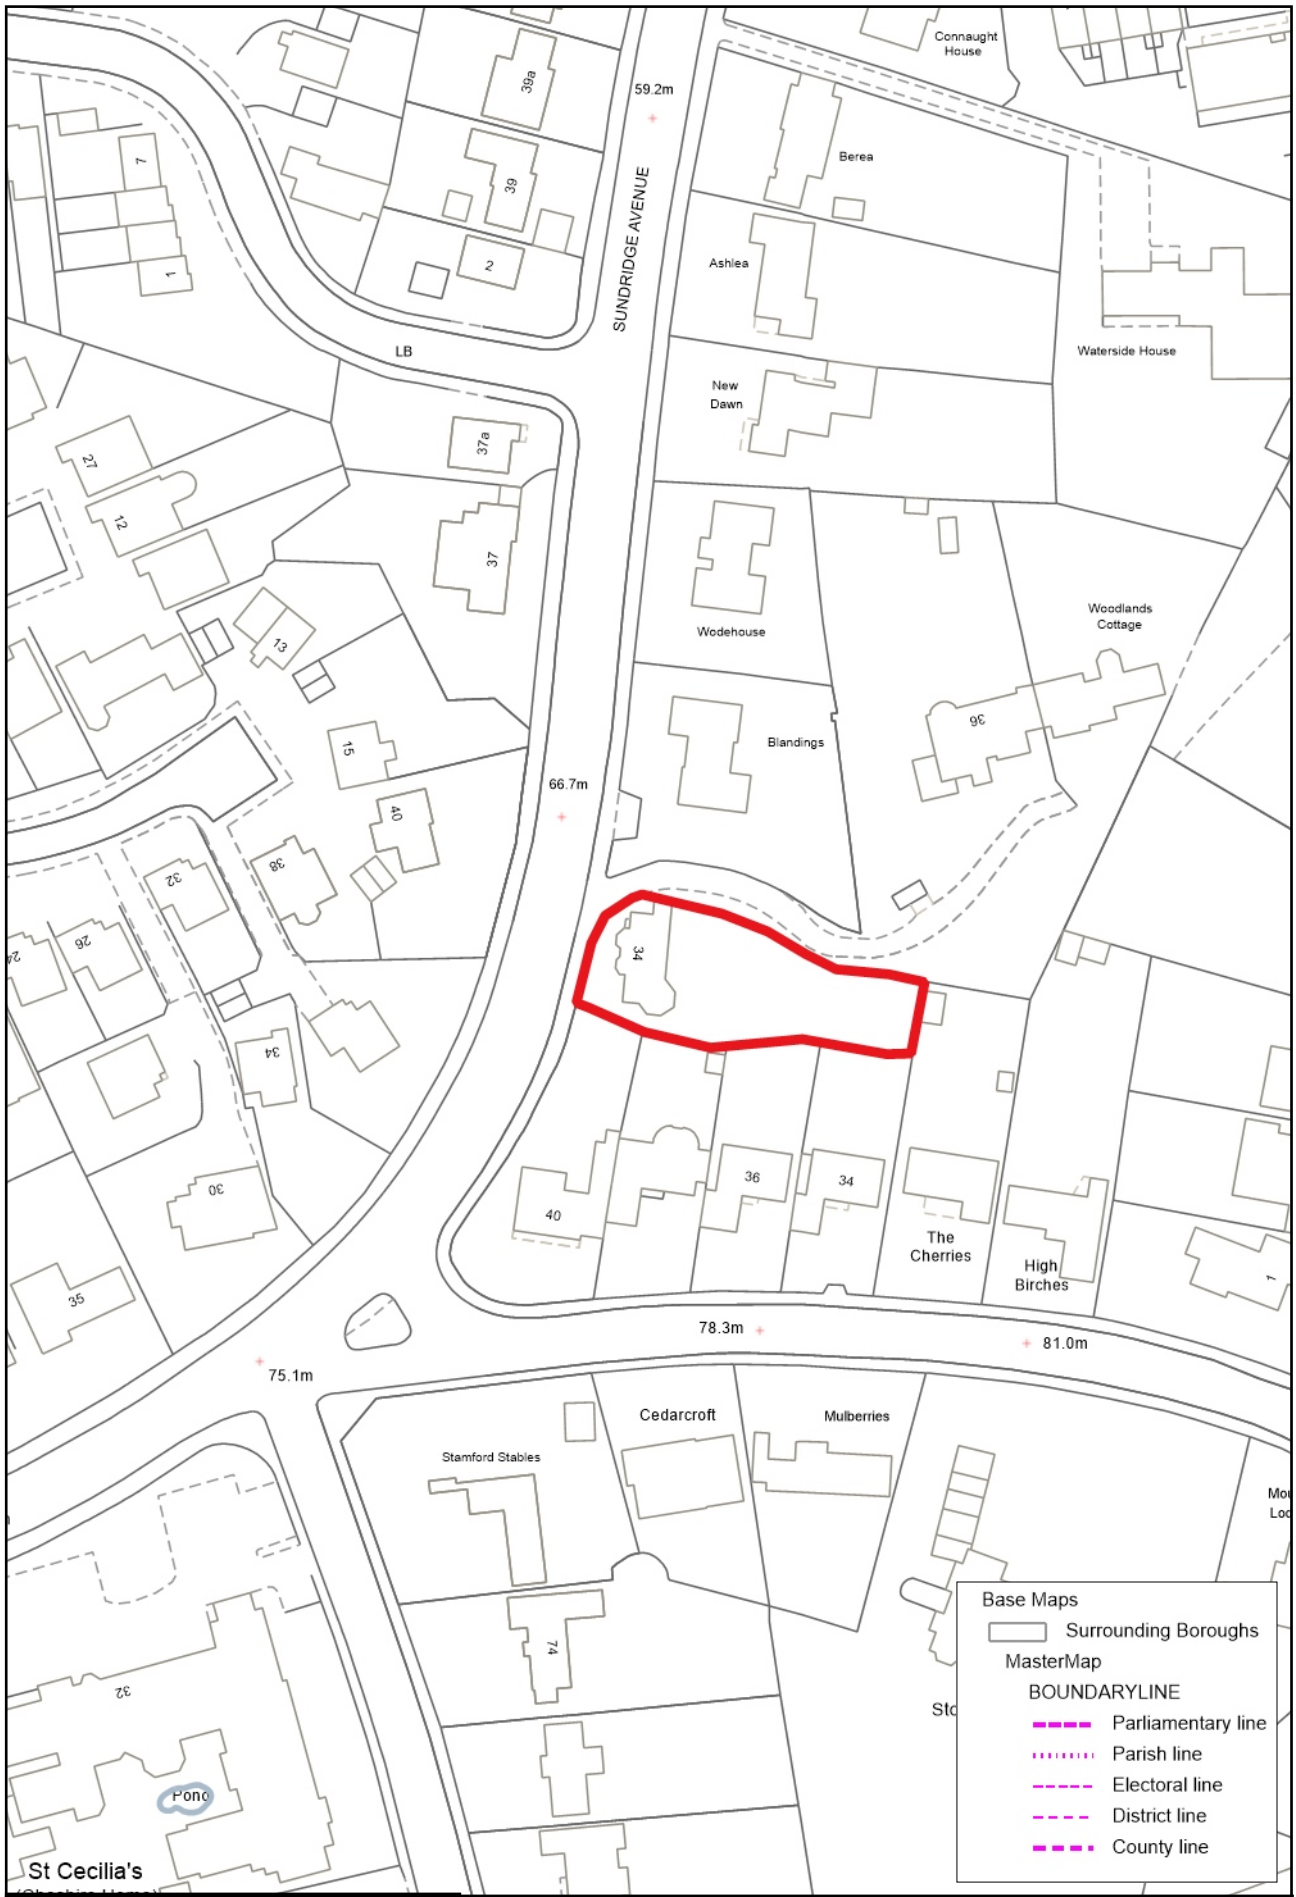 Connaught
House
39a
59.2m
7
Berea
39
SUNDRIDGE AVENUE
Ashlea
2
1
LB
Waterside House
New
Dawn
37a
27
12
37
Woodlands
Cottage
Wodehouse
13
36
Blandings
15
66.7m
40
38
32
26
24
34
34
36
34
30
40
The
Cherries
High
Birches
1
35
78.3m
81.0m
75.1m
Cedarcroft
Mulberries
Stamford Stables
74
32
Pond
St Cecilia's
Base Maps
Surrounding Boroughs
MasterMap
BOUNDARYLINE
Parliamentary line
Parish line
Electoral line
District line
County line